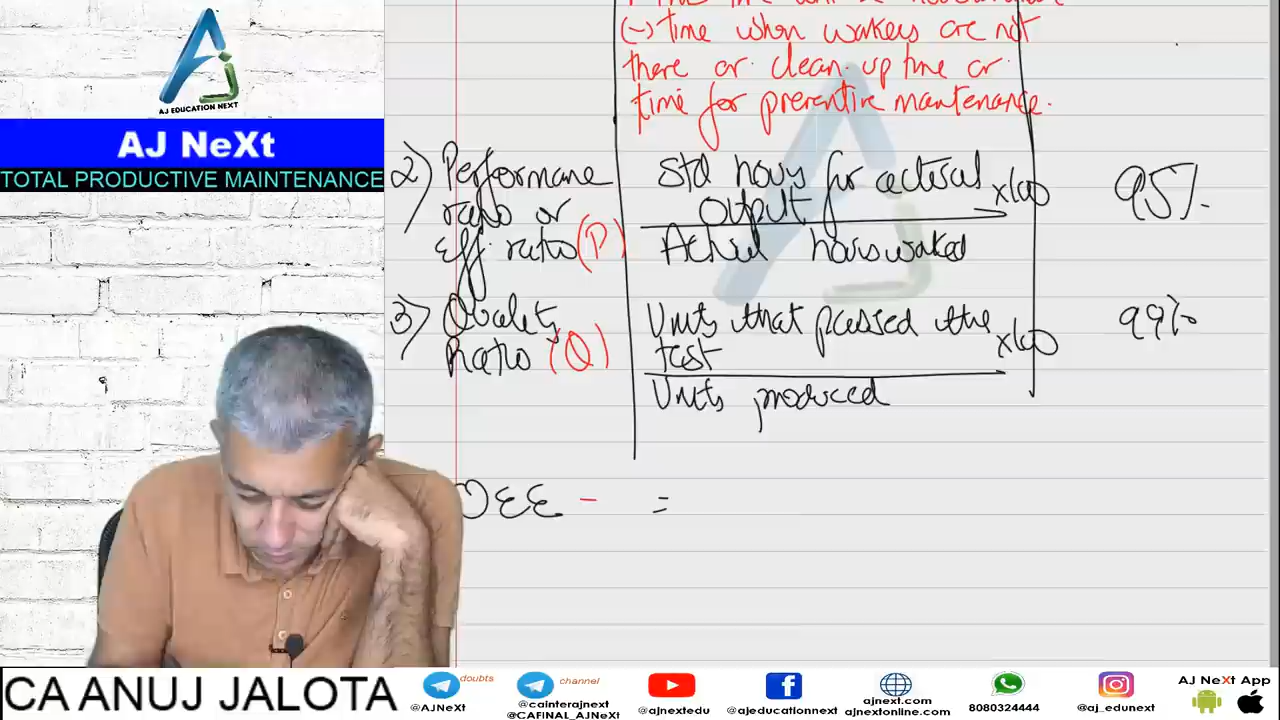 (-) time when workers are not
there or clean up time or
time for preventive maintenance.
AJ EDUCATION NEXT
AJ NeXt
TOTAL PRODUCTIVE MAINTENANCE
2) Performance ratio or Eff. ratio (P)
Std hours for actual output x100
Actual hours worked
95%
3) Quality Ratio (Q)
Units that passed the test x100
Units produced
99%
OEE - =
CA ANUJ JALOTA
doubts
@AJNeXt
channel
@cainterajnext
@CAFINAL_AJNeXt
@ajnextedu
@ajeducationnext
ajnext.com
ajnextonline.com
8080324444
@aj_edunext
AJ NeXt App